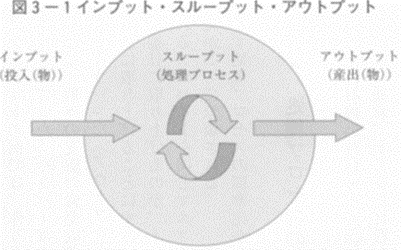 図3－1インプット・スループット・アウトプット
インプット
(投入(物))
スループット
(処理プロセス)
アウトプット
(産出(物))